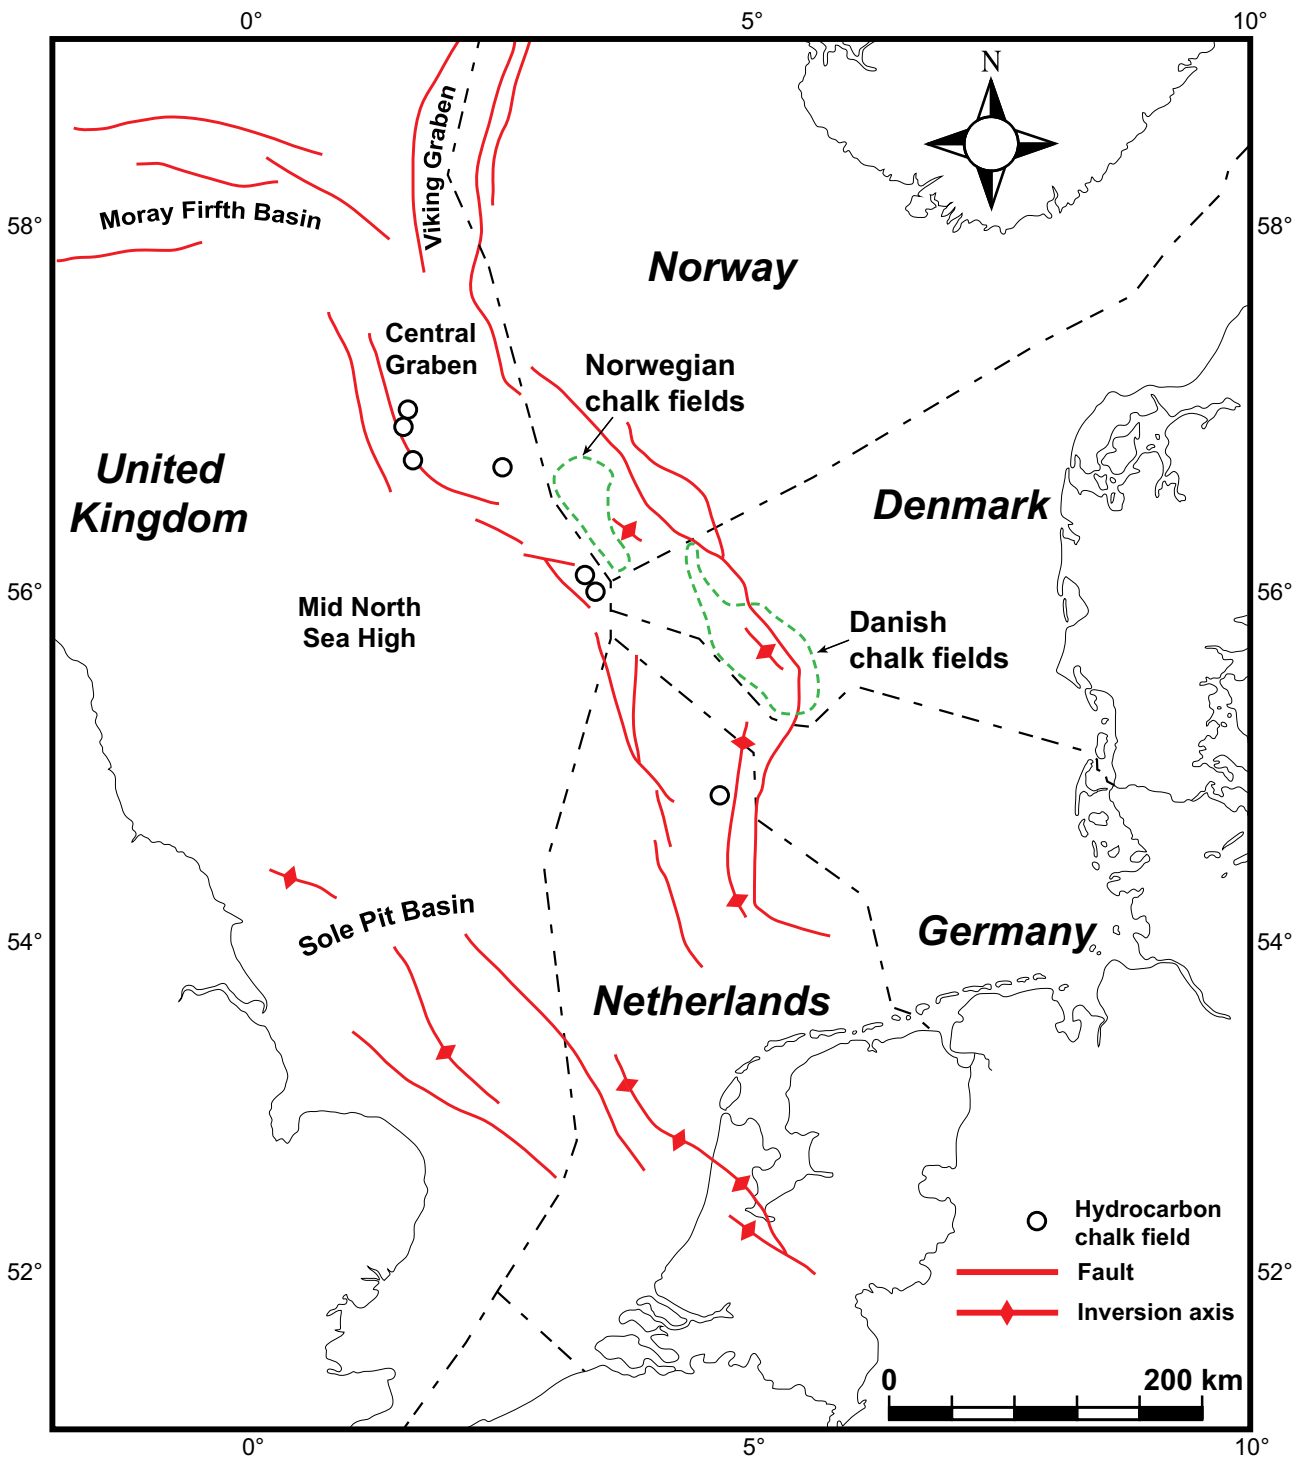 0°
5°
10°
N
Viking Graben
Moray Firfth Basin
58°
58°
Norway
Central
Graben
Norwegian
chalk fields
United
Kingdom
Denmark
56°
56°
Mid North
Sea High
Danish
chalk fields
Sole Pit Basin
54°
54°
Germany
Netherlands
Hydrocarbon
chalk field
52°
52°
Fault
Inversion axis
0
200 km
0°
5°
10°